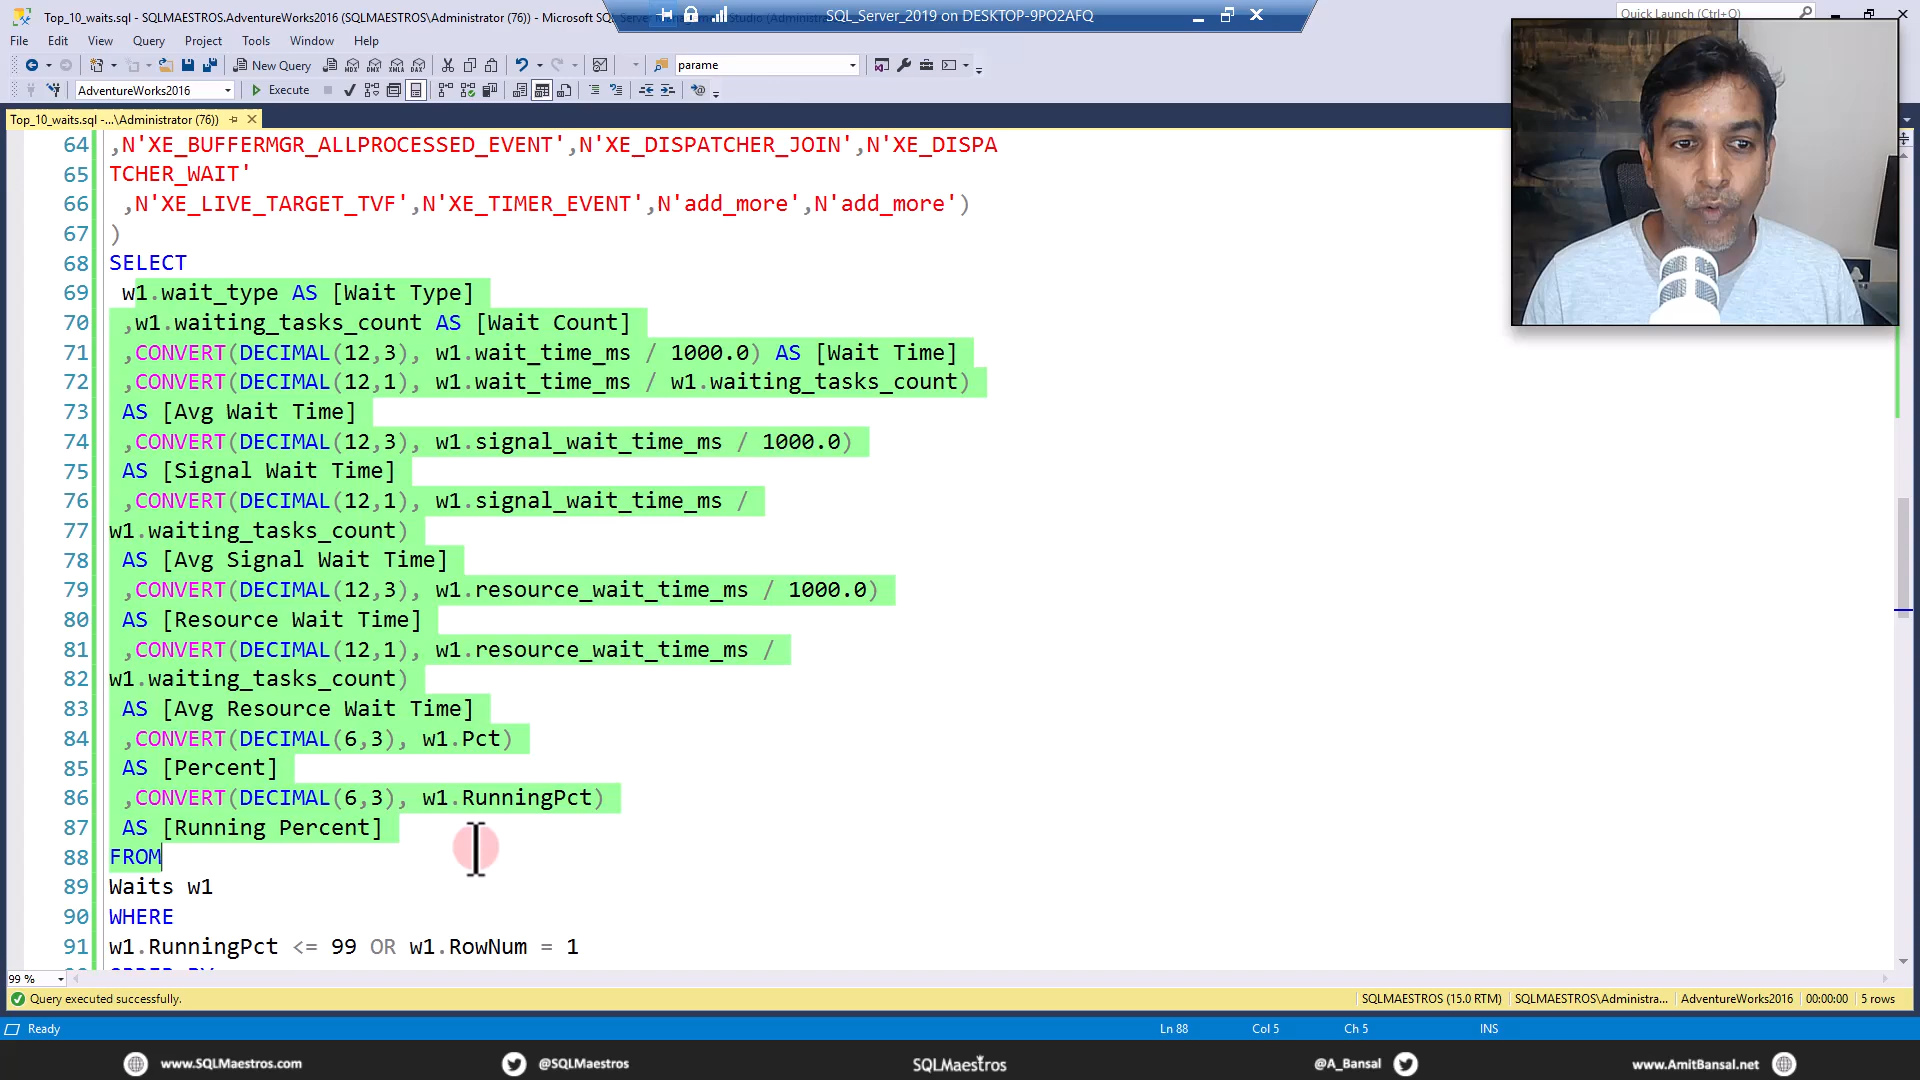 Top_10_waits.sql - SQLMAESTROS.AdventureWorks2016 (SQLMAESTROS\Administrator (76)) - Microsoft SQL Server Management Studio (Administrator)
SQL_Server_2019 on DESKTOP-9PO2AFQ
Quick Launch (Ctrl+Q)
File Edit View Query Project Tools Window Help
New Query
parame
AdventureWorks2016
Execute
Top_10_waits.sql -...\Administrator (76))
64 ,N'XE_BUFFERMGR_ALLPROCESSED_EVENT',N'XE_DISPATCHER_JOIN',N'XE_DISPA
65 TCHER_WAIT'
66 ,N'XE_LIVE_TARGET_TVF',N'XE_TIMER_EVENT',N'add_more',N'add_more')
67 )
68 SELECT
69 w1.wait_type AS [Wait Type]
70 ,w1.waiting_tasks_count AS [Wait Count]
71 ,CONVERT(DECIMAL(12,3), w1.wait_time_ms / 1000.0) AS [Wait Time]
72 ,CONVERT(DECIMAL(12,1), w1.wait_time_ms / w1.waiting_tasks_count)
73 AS [Avg Wait Time]
74 ,CONVERT(DECIMAL(12,3), w1.signal_wait_time_ms / 1000.0)
75 AS [Signal Wait Time]
76 ,CONVERT(DECIMAL(12,1), w1.signal_wait_time_ms /
77 w1.waiting_tasks_count)
78 AS [Avg Signal Wait Time]
79 ,CONVERT(DECIMAL(12,3), w1.resource_wait_time_ms / 1000.0)
80 AS [Resource Wait Time]
81 ,CONVERT(DECIMAL(12,1), w1.resource_wait_time_ms /
82 w1.waiting_tasks_count)
83 AS [Avg Resource Wait Time]
84 ,CONVERT(DECIMAL(6,3), w1.Pct)
85 AS [Percent]
86 ,CONVERT(DECIMAL(6,3), w1.RunningPct)
87 AS [Running Percent]
88 FROM
89 Waits w1
90 WHERE
91 w1.RunningPct <= 99 OR w1.RowNum = 1
99 %
Query executed successfully.
SQLMAESTROS (15.0 RTM) SQLMAESTROS\Administra... AdventureWorks2016 00:00:00 5 rows
Ready Ln 88 Col 5 Ch 5 INS
www.SQLMaestros.com @SQLMaestros SQLMaestros @A_Bansal www.AmitBansal.net